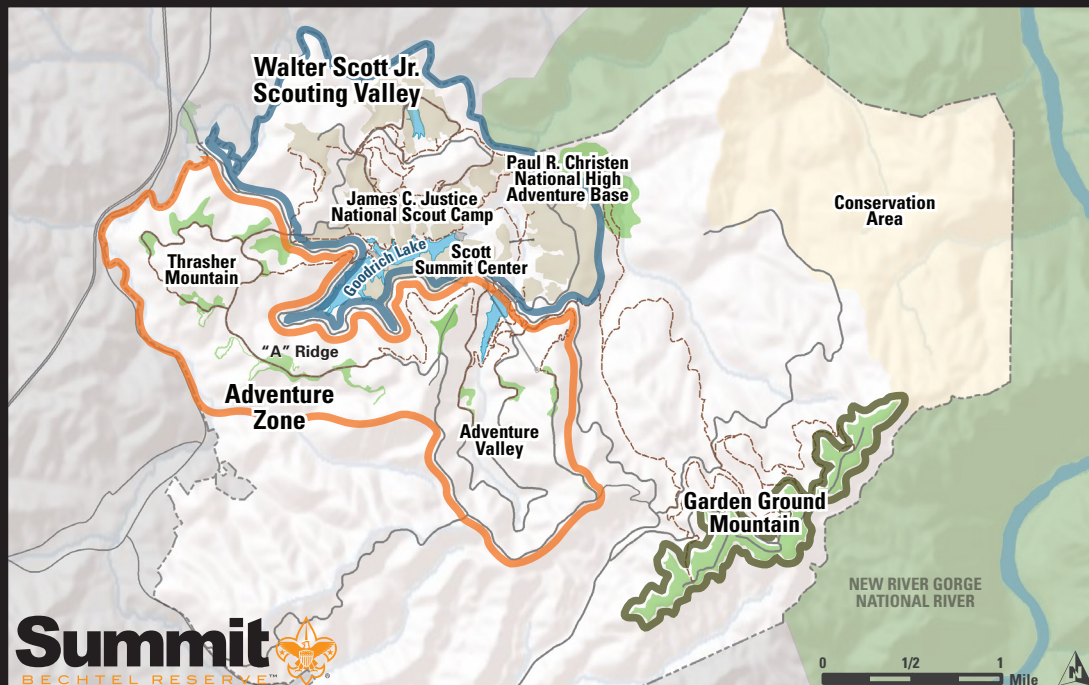 Walter Scott Jr.
Scouting Valley
Paul R. Christen
National High
Adventure Base
James C. Justice
National Scout Camp
Conservation
Area
Goodrich Lake
Scott
Summit Center
Thrasher
Mountain
"A" Ridge
Adventure
Zone
Adventure
Valley
Garden Ground
Mountain
NEW RIVER GORGE
NATIONAL RIVER
Summit
BECHTEL RESERVE™
®
0 1/2 1
Mile
N